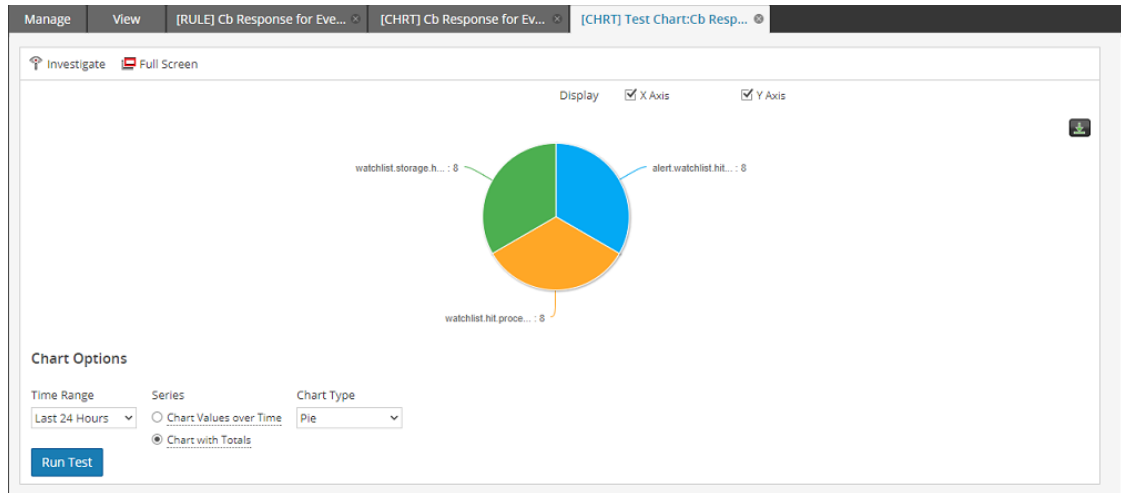 Manage View [RULE] Cb Response for Eve... [CHRT] Cb Response for Ev... [CHRT] Test Chart:Cb Resp...
Investigate Full Screen
Display X Axis Y Axis
watchlist.storage.h... : 8 alert.watchlist.hit... : 8
watchlist.hit.proce... : 8
Chart Options
Time Range Series Chart Type
Last 24 Hours Chart Values over Time Pie
Chart with Totals
Run Test